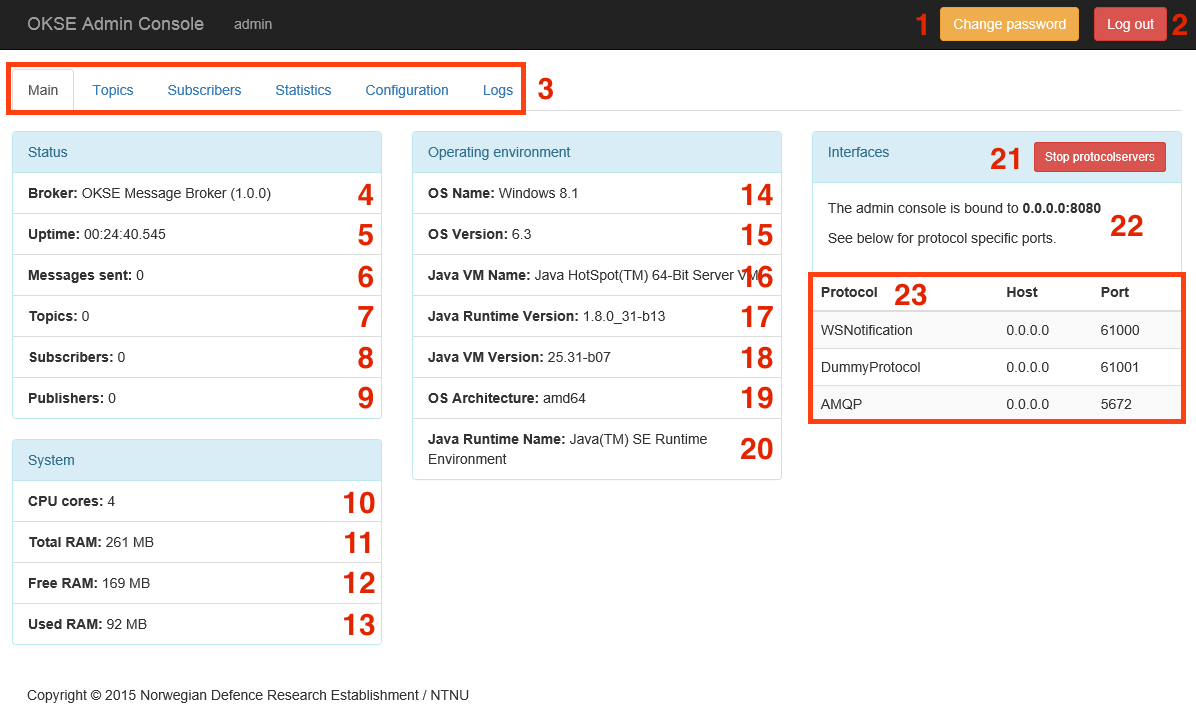 OKSE Admin Console admin 1 Change password Log out 2
Main Topics Subscribers Statistics Configuration Logs 3
Status
Broker: OKSE Message Broker (1.0.0) 4
Uptime: 00:24:40.545 5
Messages sent: 0 6
Topics: 0 7
Subscribers: 0 8
Publishers: 0 9
System
CPU cores: 4 10
Total RAM: 261 MB 11
Free RAM: 169 MB 12
Used RAM: 92 MB 13
Operating environment
OS Name: Windows 8.1 14
OS Version: 6.3 15
Java VM Name: Java HotSpot(TM) 64-Bit Server VM 16
Java Runtime Version: 1.8.0_31-b13 17
Java VM Version: 25.31-b07 18
OS Architecture: amd64 19
Java Runtime Name: Java(TM) SE Runtime
Environment 20
Interfaces 21 Stop protocolservers
The admin console is bound to 0.0.0.0:8080
22
See below for protocol specific ports.
Protocol 23 Host Port
WSNotification 0.0.0.0 61000
DummyProtocol 0.0.0.0 61001
AMQP 0.0.0.0 5672
Copyright © 2015 Norwegian Defence Research Establishment / NTNU